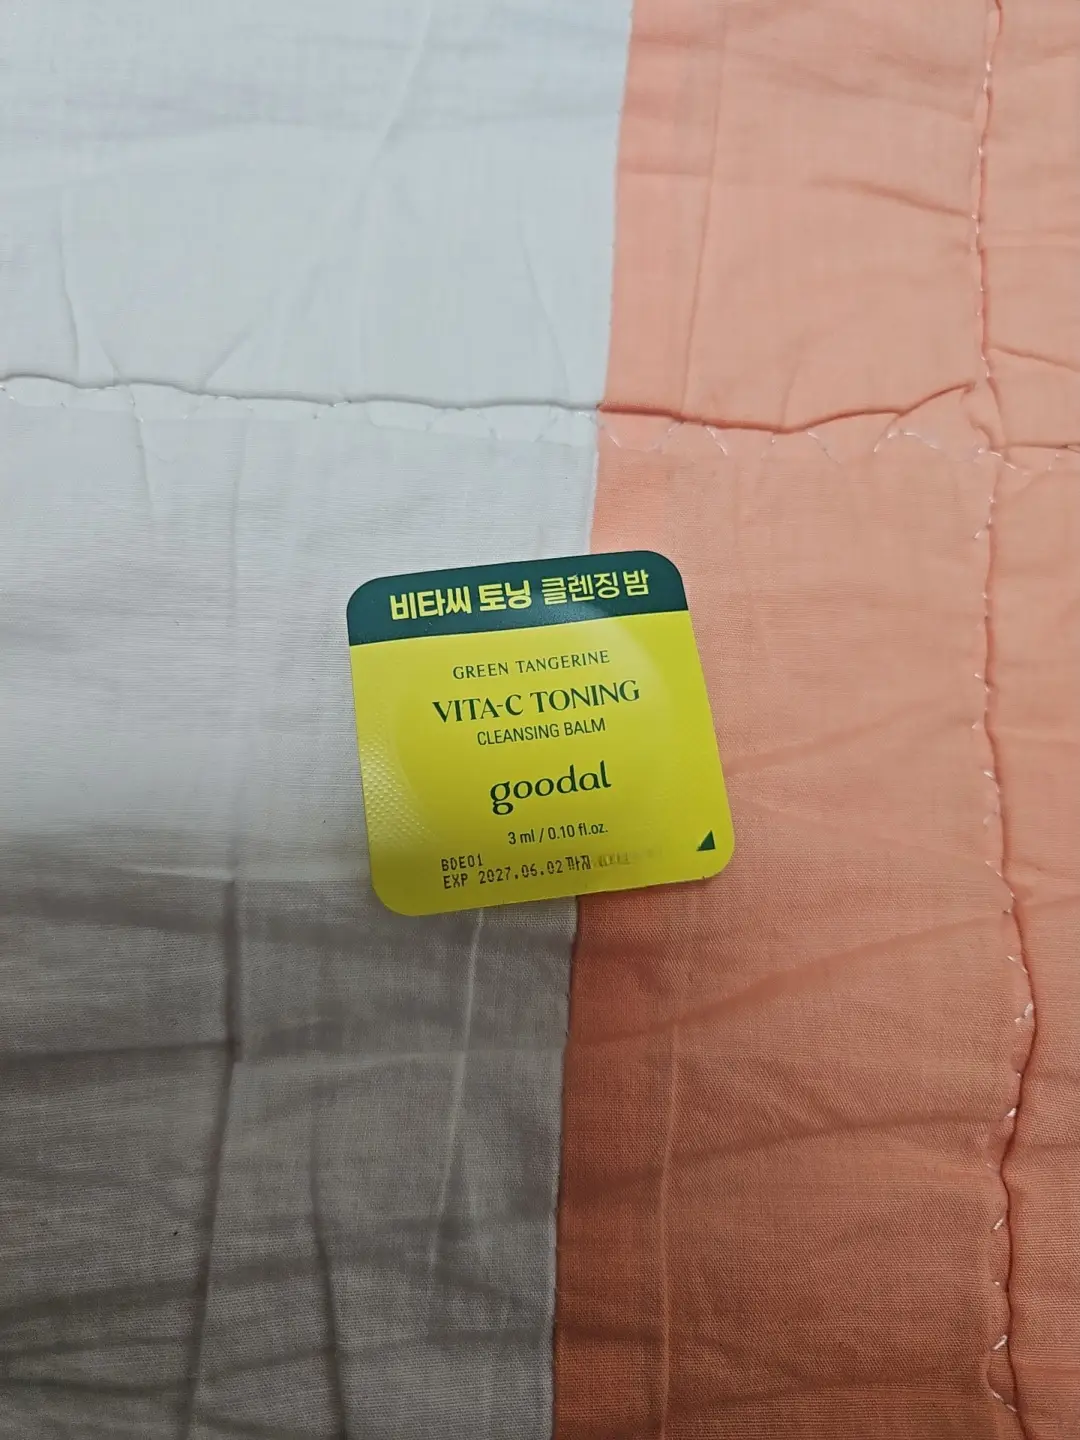 비타씨 토닝 클렌징 밤
GREEN TANGERINE
VITA-C TONING
CLEANSING BALM
goodal
3 ml / 0.10 fl.oz.
BDE01
EXP 2027.06.02 까지